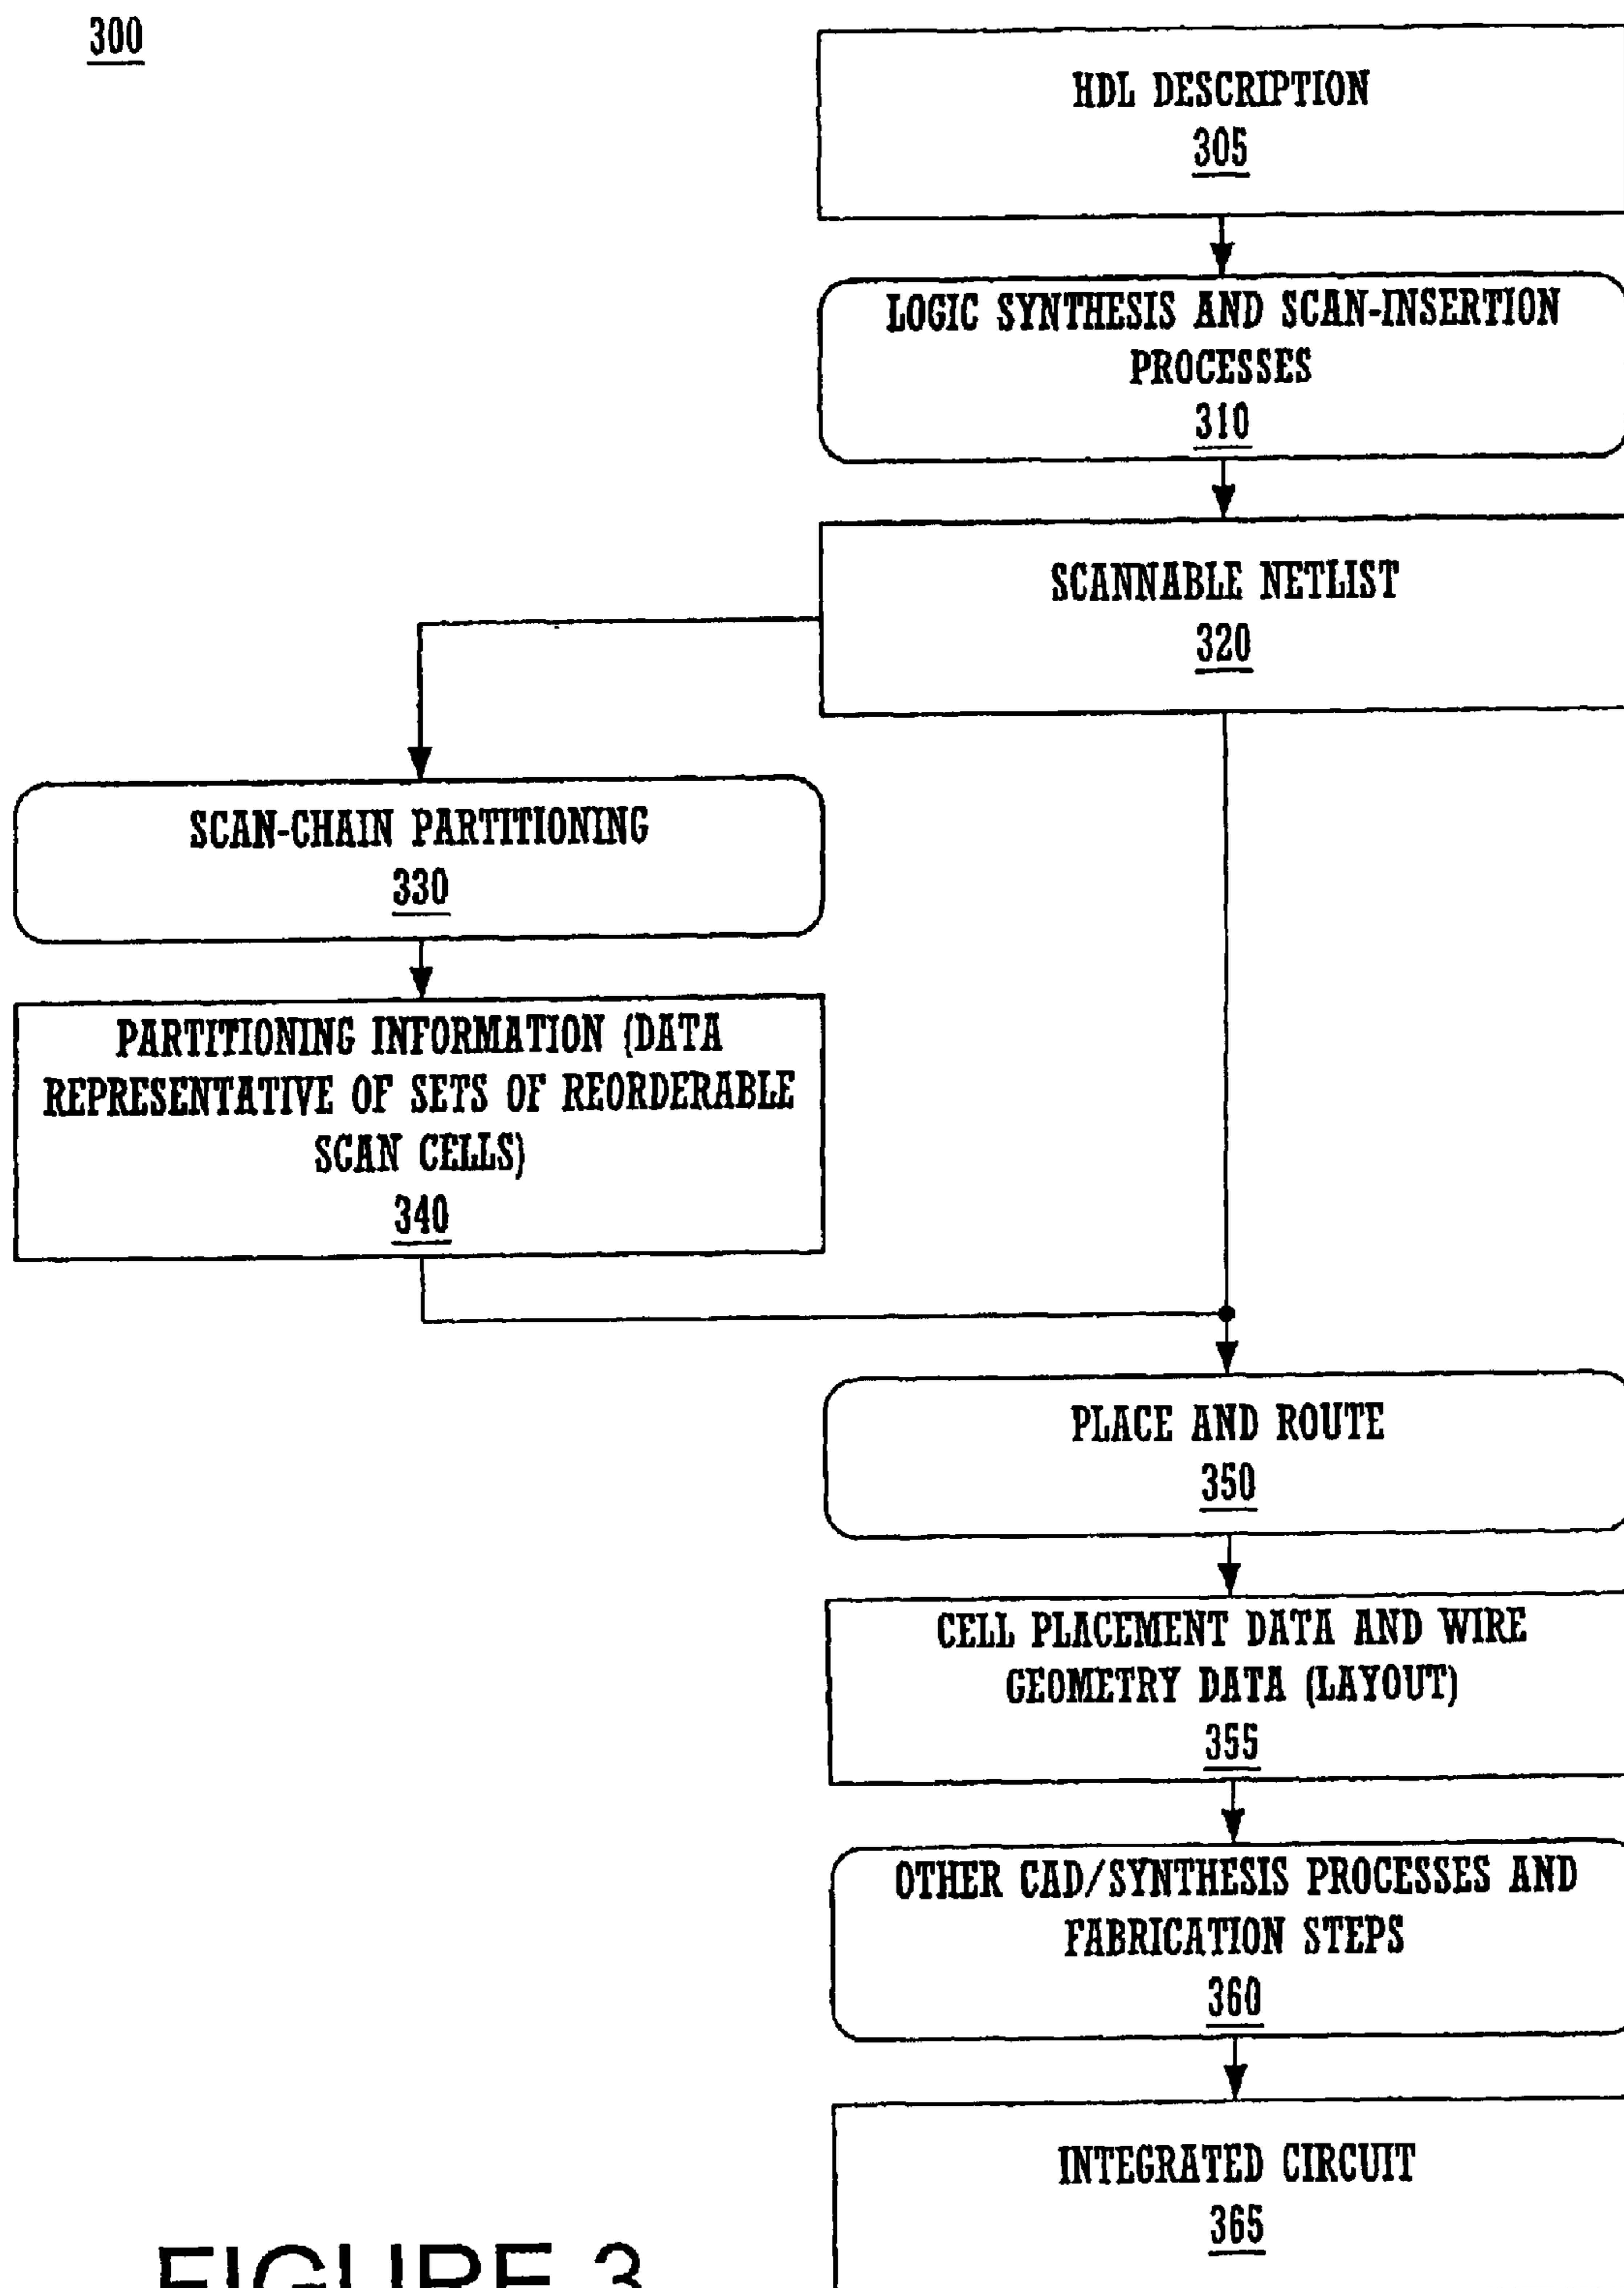 300
HDL DESCRIPTION
305
LOGIC SYNTHESIS AND SCAN-INSERTION
PROCESSES
310
SCANNABLE NETLIST
320
SCAN-CHAIN PARTITIONING
330
PARTITIONING INFORMATION (DATA
REPRESENTATIVE OF SETS OF REORDERABLE
SCAN CELLS)
340
PLACE AND ROUTE
350
CELL PLACEMENT DATA AND WIRE
GEOMETRY DATA (LAYOUT)
355
OTHER CAD/SYNTHESIS PROCESSES AND
FABRICATION STEPS
360
INTEGRATED CIRCUIT
365
FIGURE 3